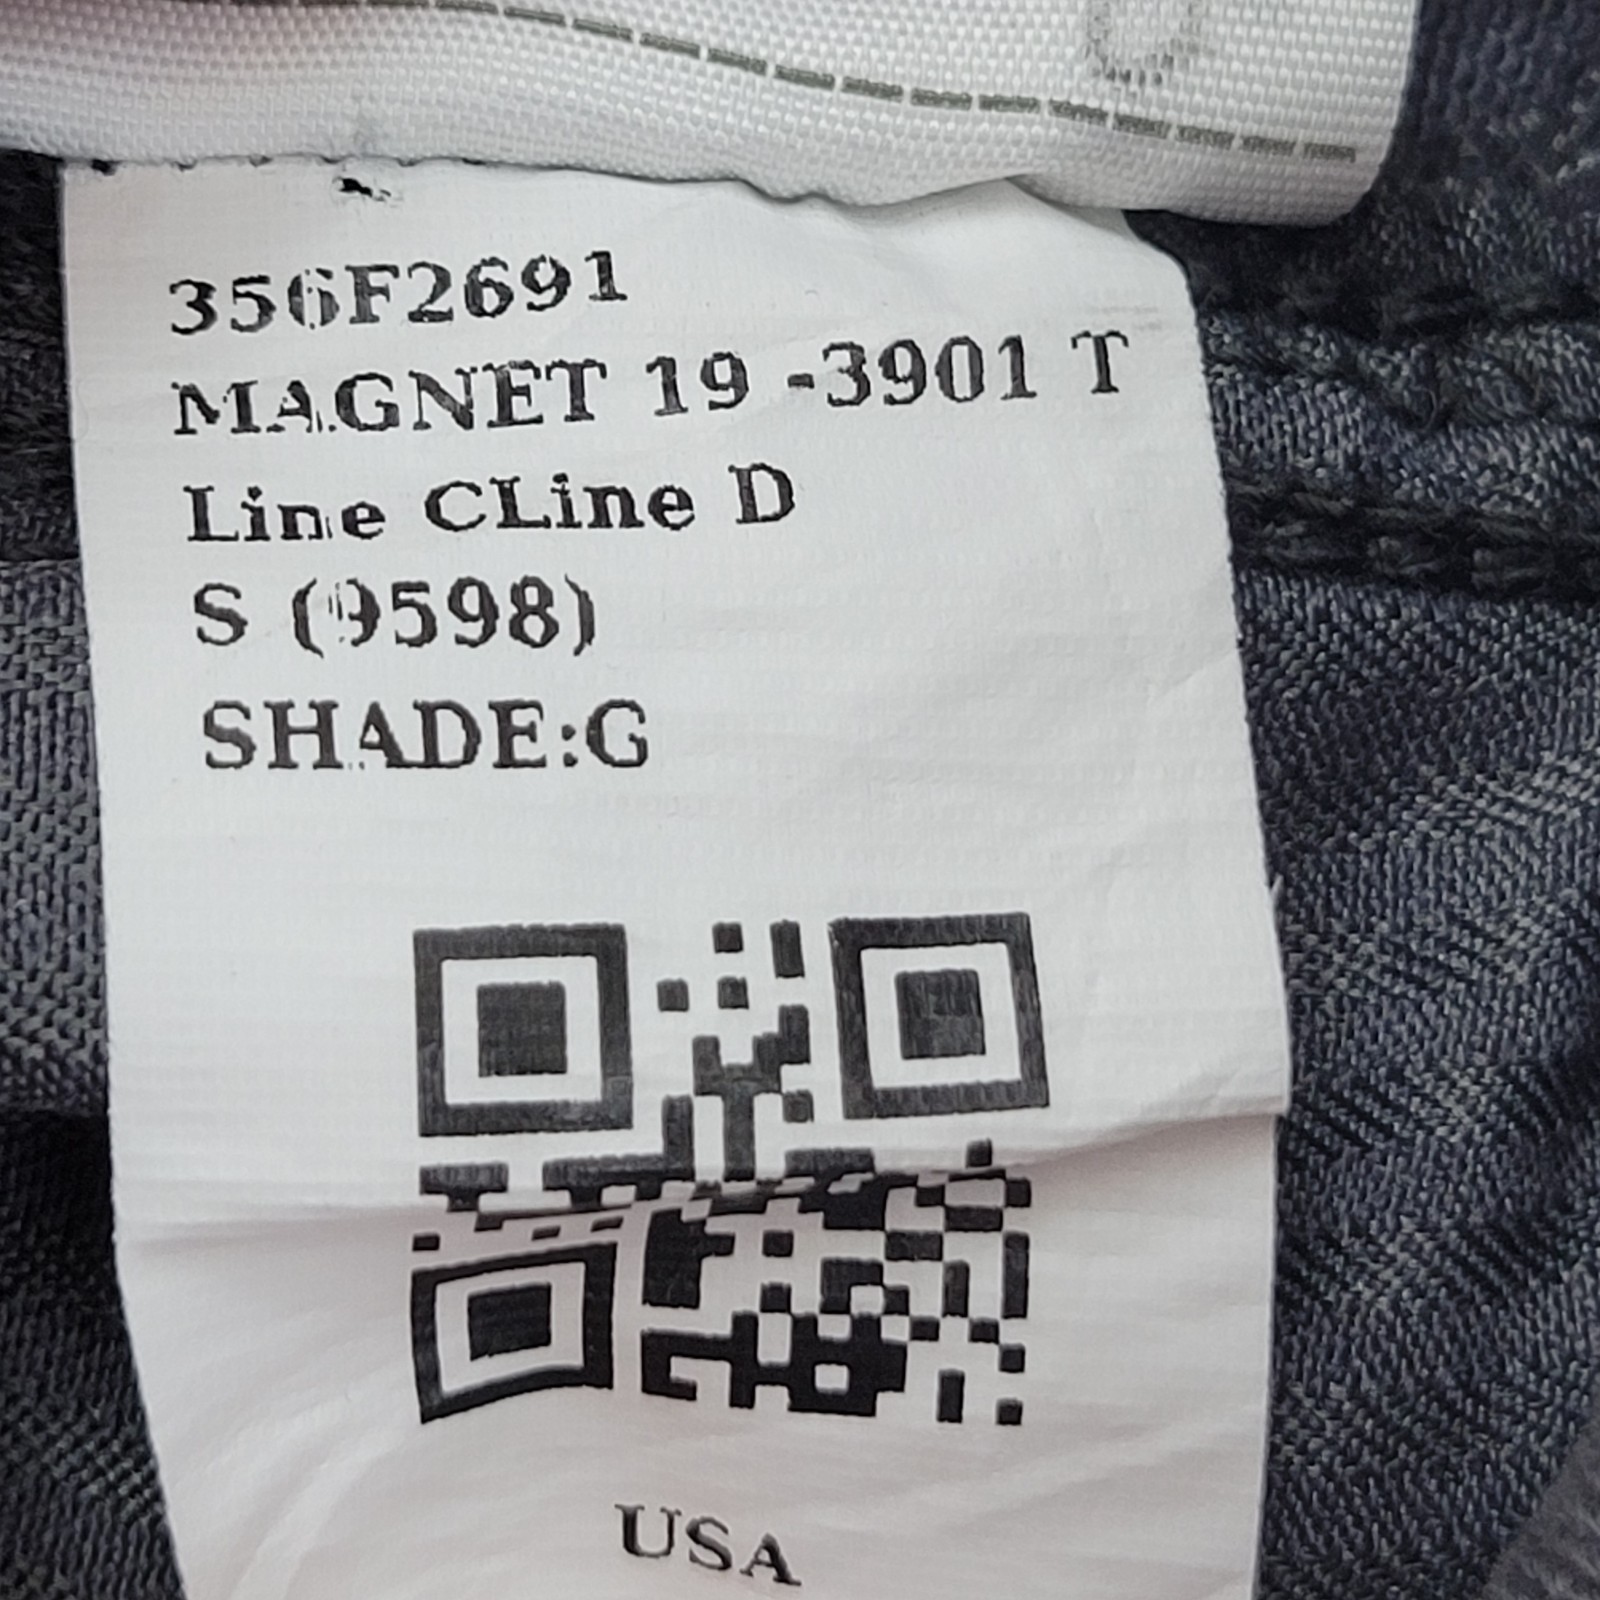 356F2691
MAGNET 19 -3901 T
Line CLine D
S (9598)
SHADE:G
USA